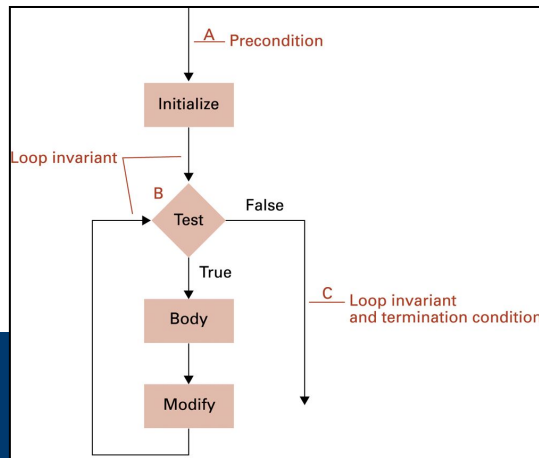 A Precondition
Initialize
Loop invariant
B
Test
False
True
C Loop invariant
and termination condition
Body
Modify